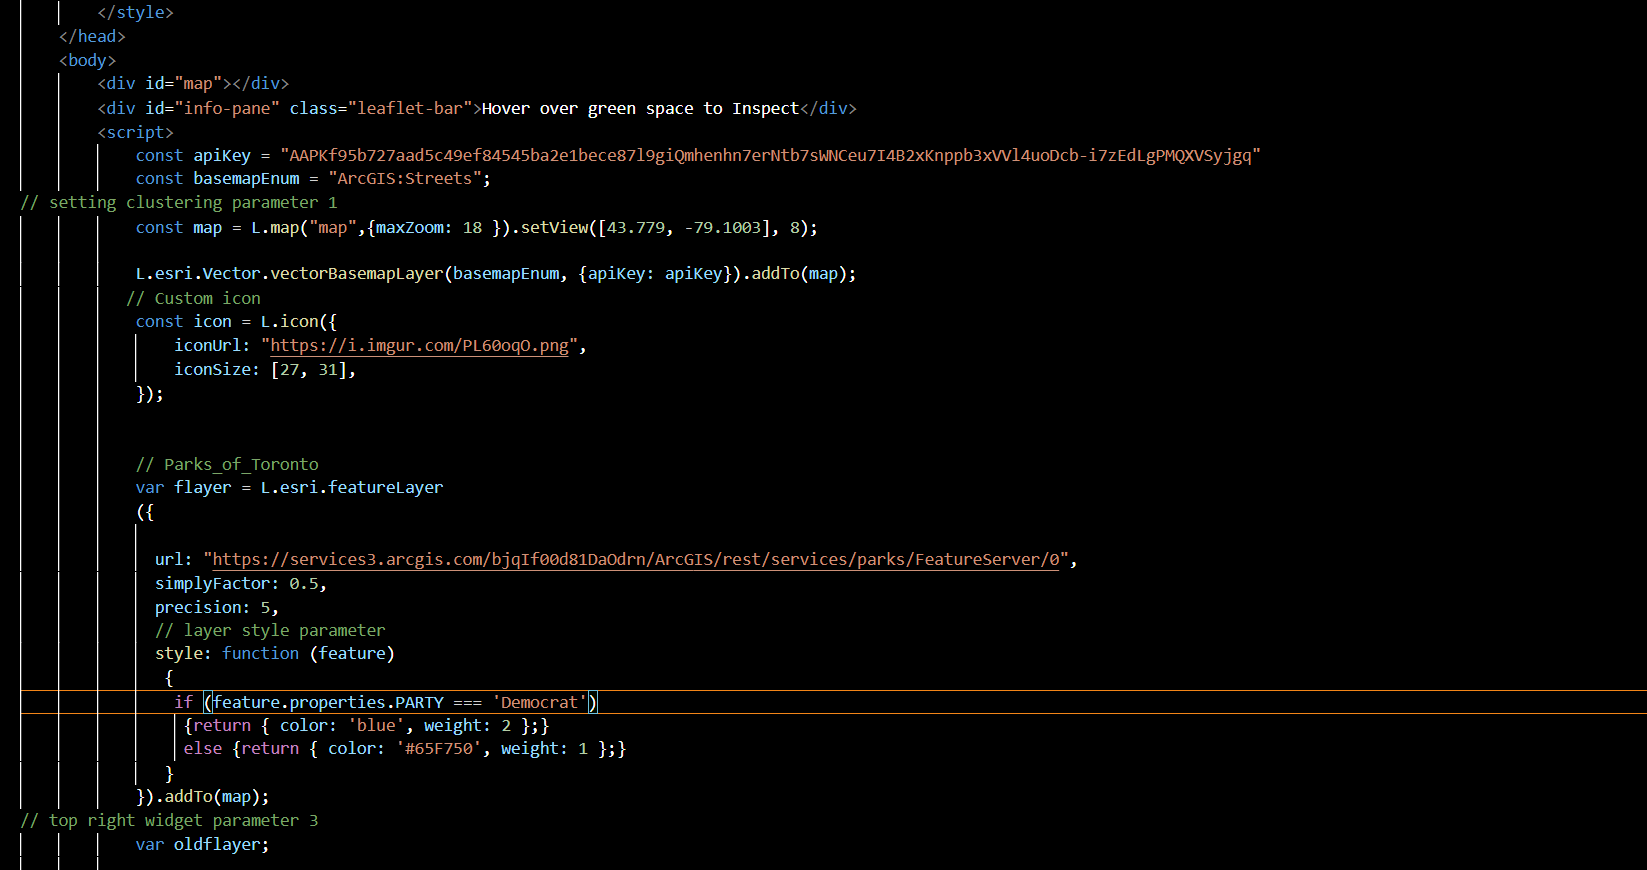 </style>
</head>
<body>
<div id="map"></div>
<div id="info-pane" class="leaflet-bar">Hover over green space to Inspect</div>
<script>
const apiKey = "AAPKf95b727aad5c49ef84545ba2e1bece87l9giQmhenhn7erNtb7sWNCeu7I4B2xKnppb3xVVl4uoDcb-i7zEdLgPMQXVSyjgq"
const basemapEnum = "ArcGIS:Streets";
// setting clustering parameter 1
const map = L.map("map",{maxZoom: 18 }).setView([43.779, -79.1003], 8);
L.esri.Vector.vectorBasemapLayer(basemapEnum, {apiKey: apiKey}).addTo(map);
// Custom icon
const icon = L.icon({
iconUrl: "https://i.imgur.com/PL60oqO.png",
iconSize: [27, 31],
});
// Parks_of_Toronto
var flayer = L.esri.featureLayer
({
url: "https://services3.arcgis.com/bjqIf00d81DaOdrn/ArcGIS/rest/services/parks/FeatureServer/0",
simplyFactor: 0.5,
precision: 5,
// layer style parameter
style: function (feature)
{
if (feature.properties.PARTY === 'Democrat')
{return { color: 'blue', weight: 2 };}
else {return { color: '#65F750', weight: 1 };}
}
}).addTo(map);
// top right widget parameter 3
var oldflayer;